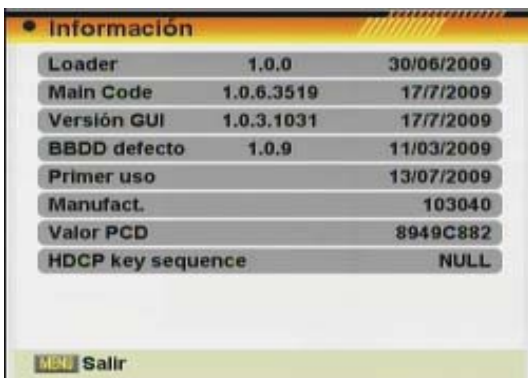 Información
Loader 1.0.0 30/06/2009
Main Code 1.0.6.3519 17/7/2009
Versión GUI 1.0.3.1031 17/7/2009
BBDD defecto 1.0.9 11/03/2009
Primer uso 13/07/2009
Manufact. 103040
Valor PCD 8949C882
HDCP key sequence NULL
MENU Salir